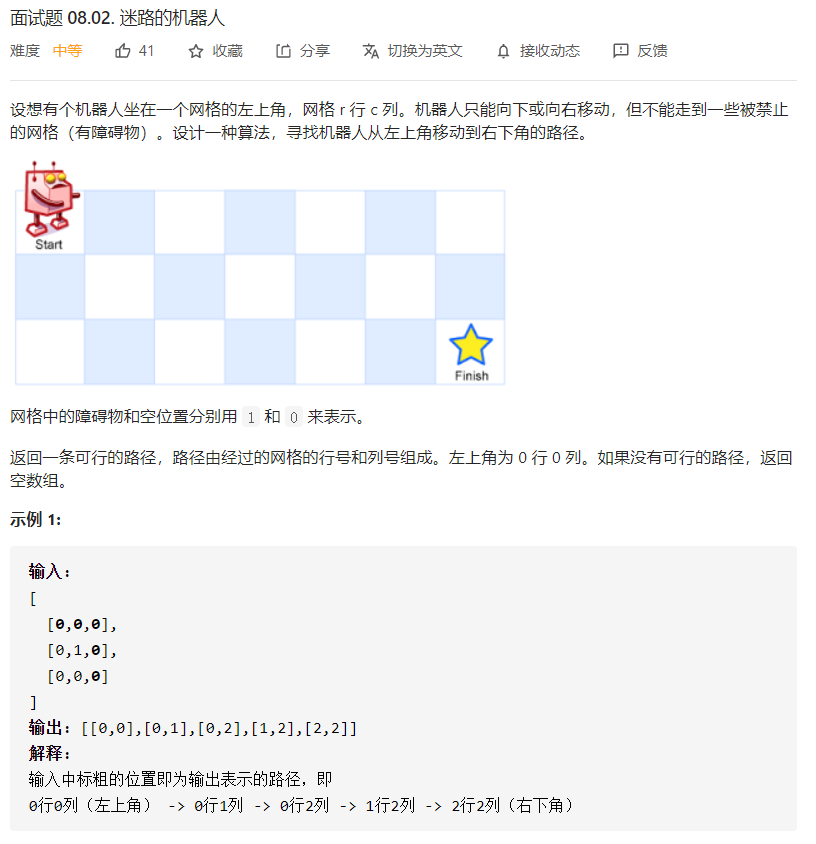 面试题 08.02. 迷路的机器人
难度 中等 41 收藏 分享 切换为英文 接收动态 反馈
设想有个机器人坐在一个网格的左上角，网格 r 行 c 列。机器人只能向下或向右移动，但不能走到一些被禁止
的网格（有障碍物）。设计一种算法，寻找机器人从左上角移动到右下角的路径。
Start
Finish
网格中的障碍物和空位置分别用 1 和 0 来表示。
返回一条可行的路径，路径由经过的网格的行号和列号组成。左上角为 0 行 0 列。如果没有可行的路径，返回
空数组。
示例 1:
输入：
[
[0,0,0],
[0,1,0],
[0,0,0]
]
输出：[[0,0],[0,1],[0,2],[1,2],[2,2]]
解释：
输入中标粗的位置即为输出表示的路径，即
0行0列（左上角） -> 0行1列 -> 0行2列 -> 1行2列 -> 2行2列（右下角）